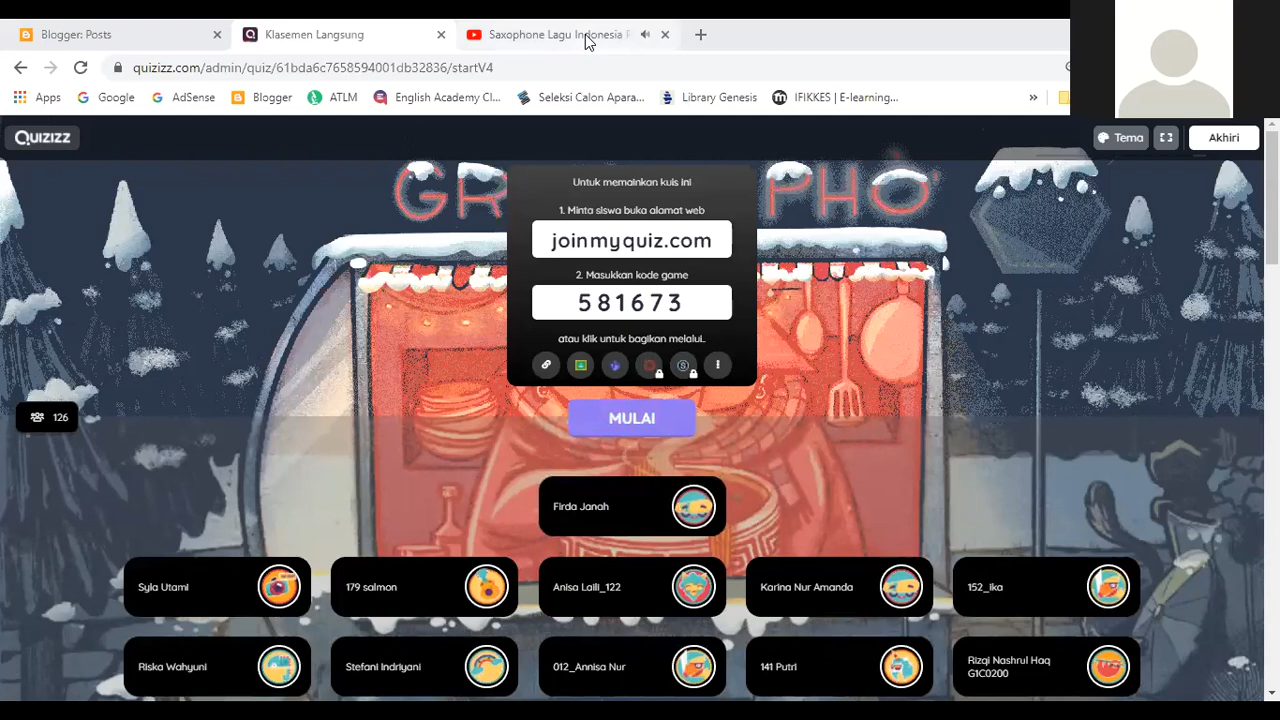 Blogger: Posts
Klasemen Langsung
Saxophone Lagu Indonesia
quizizz.com/admin/quiz/61bda6c7658594001db32836/startV4
Apps Google AdSense Blogger ATLM English Academy Cl... Seleksi Calon Apara... Library Genesis IFIKKES | E-learning... »
QUIZIZZ
Tema
Akhiri
Untuk memainkan kuis ini
1. Minta siswa buka alamat web
joinmyquiz.com
2. Masukkan kode game
581673
atau klik untuk bagikan melalui..
126
MULAI
Firda Janah
Syla Utami
179 salmon
Anisa Laili_122
Karina Nur Amanda
152_ika
Riska Wahyuni
Stefani Indriyani
012_Annisa Nur
141 Putri
Rizqi Nashrul Haq
G1C0200